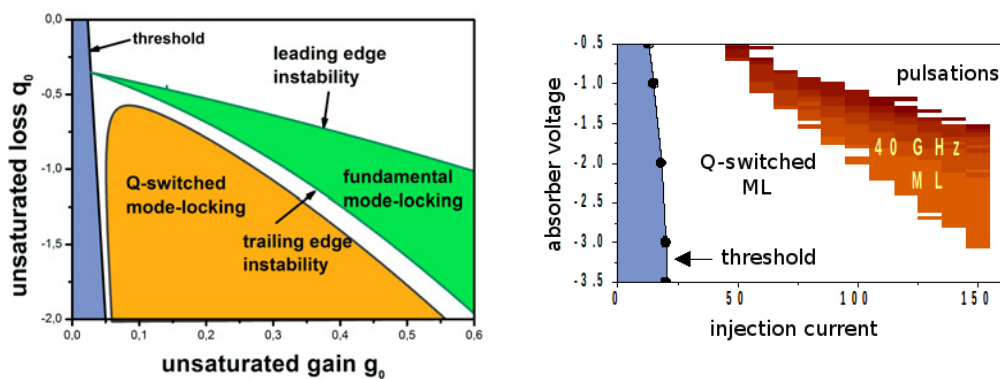 0,0
-0,5
-1,0
-1,5
-2,0
unsaturated loss q₀
threshold
leading edge
instability
Q-switched
mode-locking
fundamental
mode-locking
trailing edge
instability
0,0 0,1 0,2 0,3 0,4 0,5 0,6
unsaturated gain g₀
-0.5
-1.0
-1.5
-2.0
-2.5
-3.0
-3.5
absorber voltage
pulsations
40 GHz
ML
Q-switched
ML
threshold
0 50 100 150
injection current